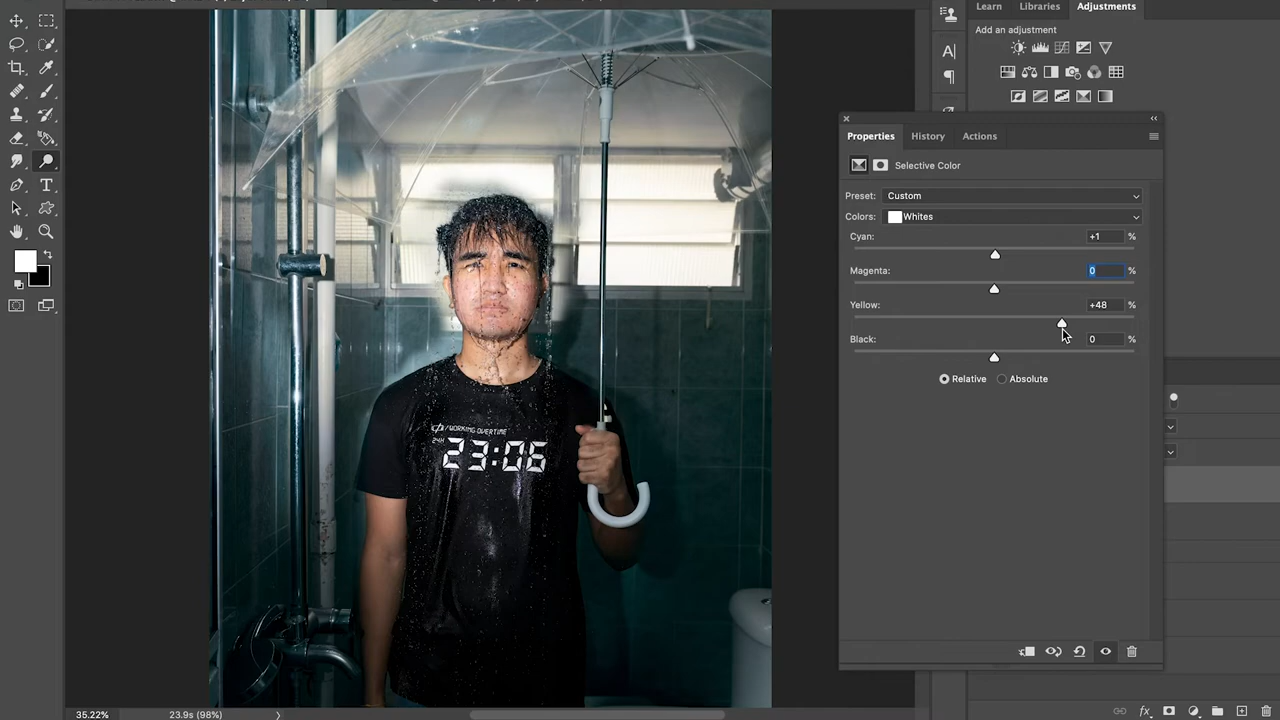 Learn Libraries Adjustments
Add an adjustment
Properties History Actions
Selective Color
Preset: Custom
Colors: Whites
Cyan: +1 %
Magenta: 0 %
Yellow: +48 %
Black: 0 %
Relative Absolute
/WORKING OVERTIME
24H
23:06
35.22% 23.9s (98%)